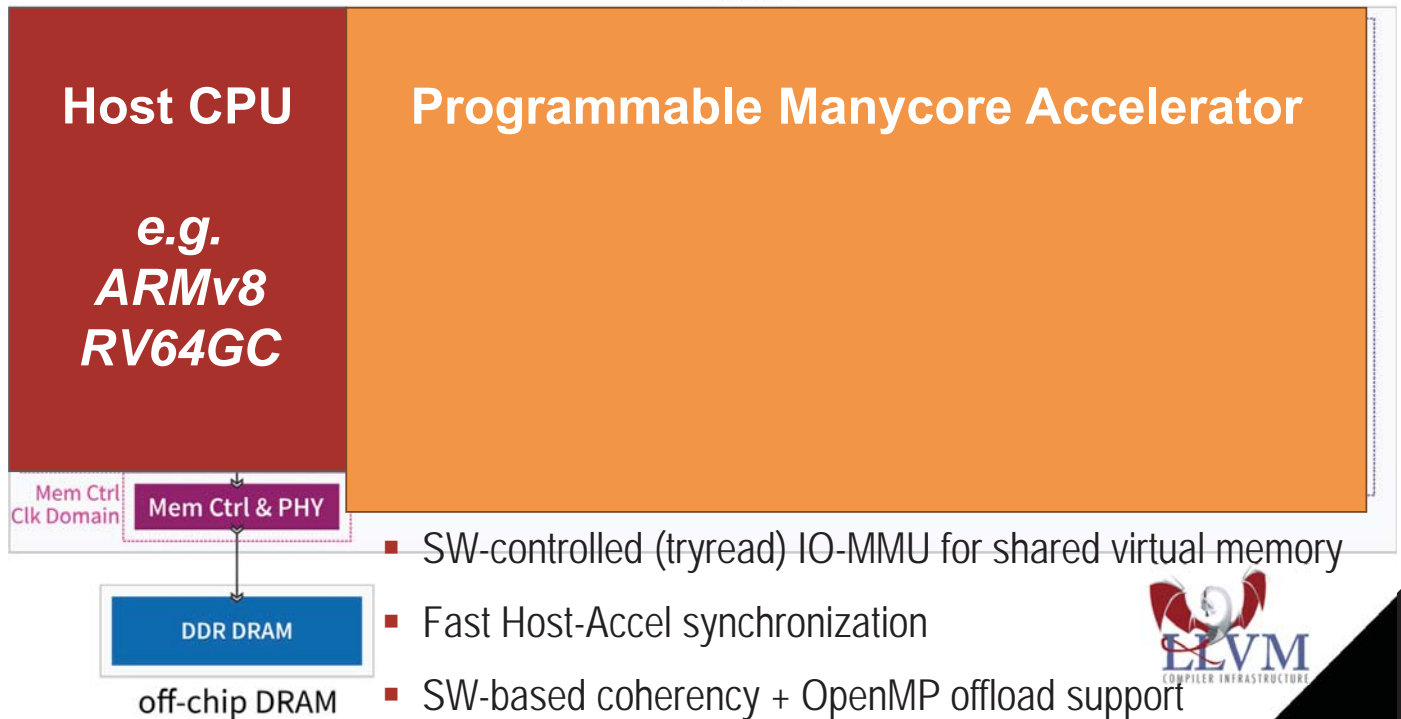 Host CPU
Programmable Manycore Accelerator
e.g.
ARMv8
RV64GC
Mem Ctrl
Clk Domain
Mem Ctrl & PHY
DDR DRAM
off-chip DRAM
▪ SW-controlled (tryread) IO-MMU for shared virtual memory
▪ Fast Host-Accel synchronization
▪ SW-based coherency + OpenMP offload support
LLVM
COMPILER INFRASTRUCTURE